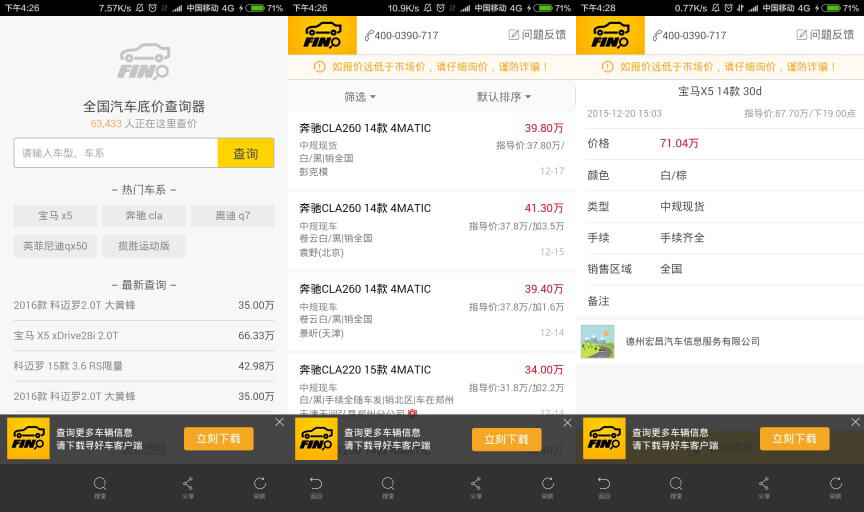 下午4:26
7.57K/s
中国移动 4G
71%
FIN
全国汽车底价查询器
63,433 人正在这里查价
请输入车型、车系
查询
– 热门车系 –
宝马 x5
奔驰 cla
奥迪 q7
英菲尼迪qx50
揽胜运动版
– 最新查询 –
2016款 科迈罗2.0T 大黄蜂 35.00万
宝马 X5 xDrive28i 2.0T 66.33万
科迈罗 15款 3.6 RS限量 42.98万
2016款 科迈罗2.0T 大黄蜂 35.00万
FIN
查询更多车辆信息
请下载寻好车客户端
立刻下载
搜索
分享
刷新
下午4:26
10.9K/s
中国移动 4G
71%
FIN
400-0390-717
问题反馈
如报价远低于市场价，请仔细询价，谨防诈骗！
筛选
默认排序
奔驰CLA260 14款 4MATIC 39.80万
中规现货 指导价:37.80万/
白/黑|销全国
彭克模 12-17
奔驰CLA260 14款 4MATIC 41.30万
中规现车 指导价:37.8万/加3.5万
卷云白/黑|销全国
袁野(北京) 12-15
奔驰CLA260 14款 4MATIC 39.40万
中规现车 指导价:37.8万/加1.6万
卷云白/黑|销全国
景昕(天津) 12-14
奔驰CLA220 15款 4MATIC 34.00万
中规现车 指导价:31.8万/加2.2万
白/黑|手续全随车发|销北区|车在郑州
12-14
FIN
查询更多车辆信息
请下载寻好车客户端
立刻下载
返回
搜索
分享
刷新
下午4:28
0.77K/s
中国移动 4G
71%
FIN
400-0390-717
问题反馈
如报价远低于市场价，请仔细询价，谨防诈骗！
宝马X5 14款 30d
2015-12-20 15:03 指导价:87.70万/下19.00点
价格 71.04万
颜色 白/棕
类型 中规现货
手续 手续齐全
销售区域 全国
备注
德州宏昌汽车信息服务有限公司
FIN
查询更多车辆信息
请下载寻好车客户端
立刻下载
返回
搜索
分享
刷新